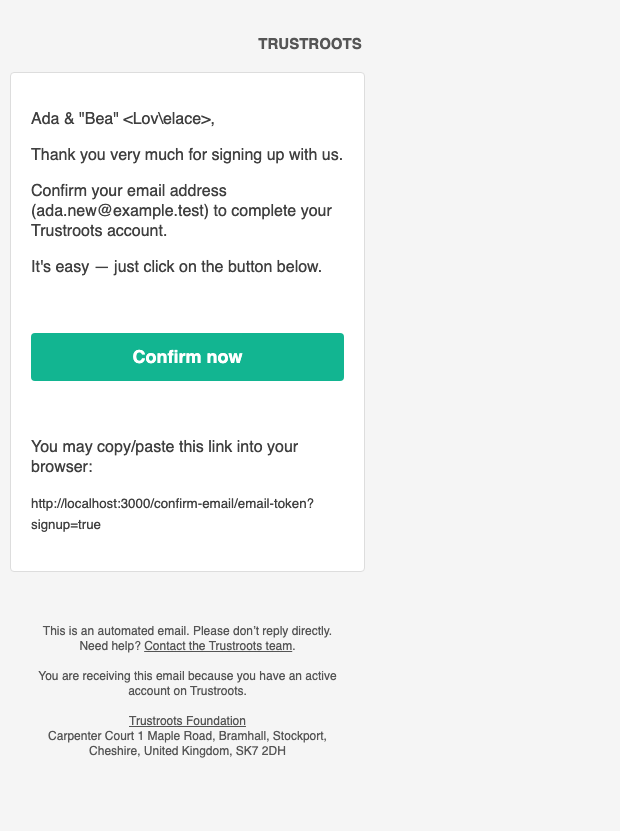 TRUSTROOTS
Ada & "Bea" <Lov\elace>,
Thank you very much for signing up with us.
Confirm your email address
(ada.new@example.test) to complete your
Trustroots account.
It's easy — just click on the button below.
Confirm now
You may copy/paste this link into your
browser:
http://localhost:3000/confirm-email/email-token?
signup=true
This is an automated email. Please don’t reply directly.
Need help? Contact the Trustroots team.
You are receiving this email because you have an active
account on Trustroots.
Trustroots Foundation
Carpenter Court 1 Maple Road, Bramhall, Stockport,
Cheshire, United Kingdom, SK7 2DH